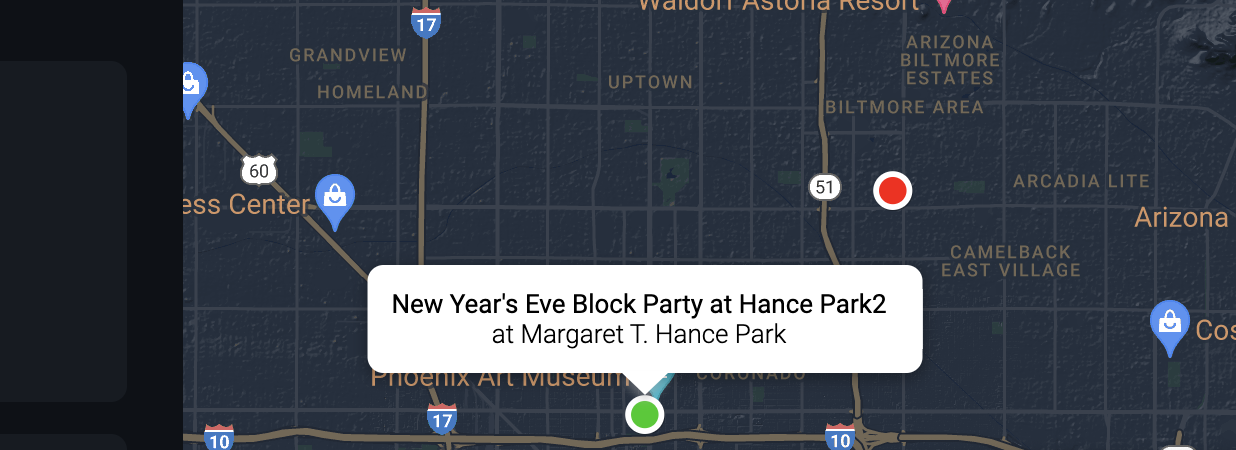 Waldorf Astoria Resort
17
GRANDVIEW
HOMELAND
UPTOWN
ARIZONA
BILTMORE
ESTATES
BILTMORE AREA
60
51
ess Center
ARCADIA LITE
Arizona
CAMELBACK
EAST VILLAGE
New Year's Eve Block Party at Hance Park2
at Margaret T. Hance Park
Cos
Phoenix Art Museum
CORONADO
17
10
10